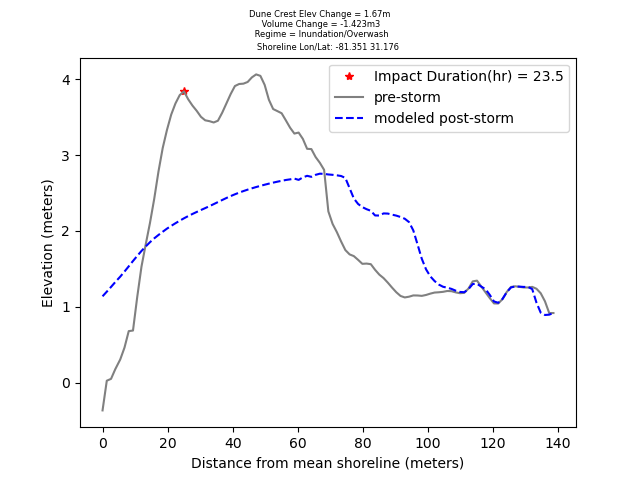 Dune Crest Elev Change = 1.67m
Volume Change = -1.423m3
Regime = Inundation/Overwash
Shoreline Lon/Lat: -81.351 31.176
Impact Duration(hr) = 23.5
pre-storm
modeled post-storm
Elevation (meters)
4
3
2
1
0
0 20 40 60 80 100 120 140
Distance from mean shoreline (meters)